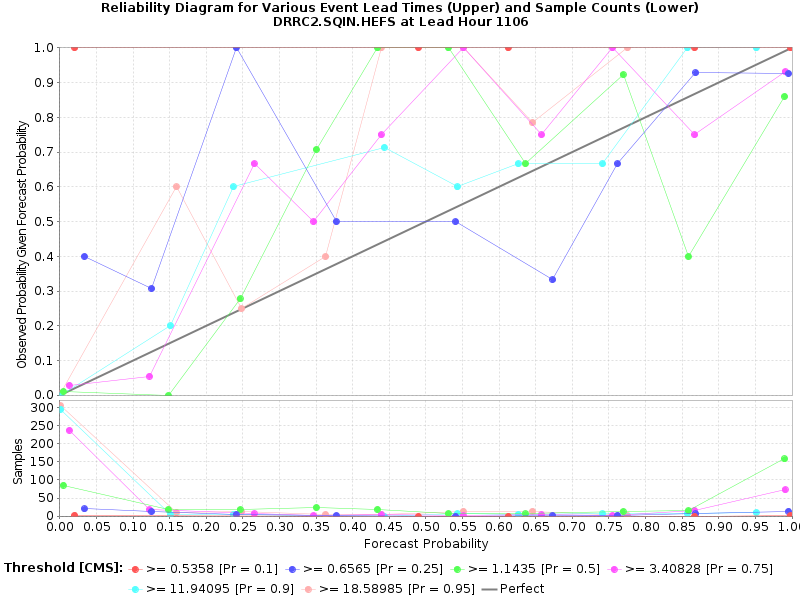 Reliability Diagram for Various Event Lead Times (Upper) and Sample Counts (Lower)
DRRC2.SQIN.HEFS at Lead Hour 1106
Observed Probability Given Forecast Probability
1.0
0.9
0.8
0.7
0.6
0.5
0.4
0.3
0.2
0.1
0.0
Samples
300
250
200
150
100
50
0
0.00 0.05 0.10 0.15 0.20 0.25 0.30 0.35 0.40 0.45 0.50 0.55 0.60 0.65 0.70 0.75 0.80 0.85 0.90 0.95 1.0
Forecast Probability
Threshold [CMS]: >= 0.5358 [Pr = 0.1] >= 0.6565 [Pr = 0.25] >= 1.1435 [Pr = 0.5] >= 3.40828 [Pr = 0.75]
>= 11.94095 [Pr = 0.9] >= 18.58985 [Pr = 0.95] Perfect